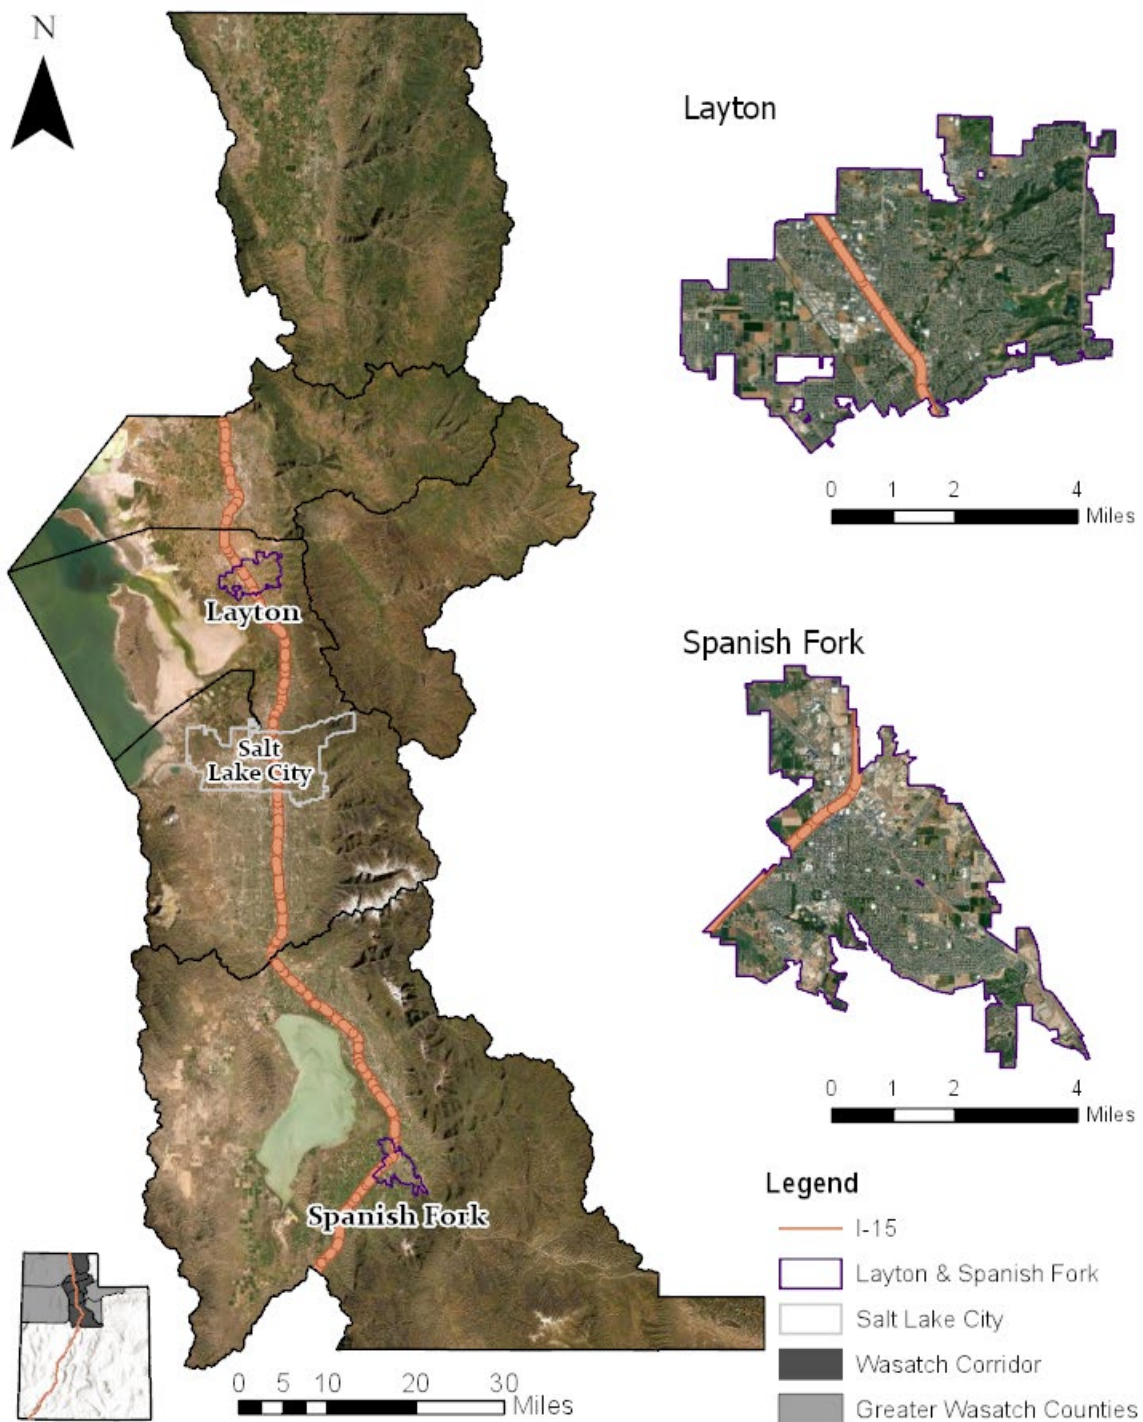 N
Layton
0 1 2 4
Miles
Layton
Salt
Lake City
Spanish Fork
0 1 2 4
Miles
Spanish Fork
Legend
I-15
Layton & Spanish Fork
Salt Lake City
Wasatch Corridor
Greater Wasatch Counties
0 5 10 20 30
Miles